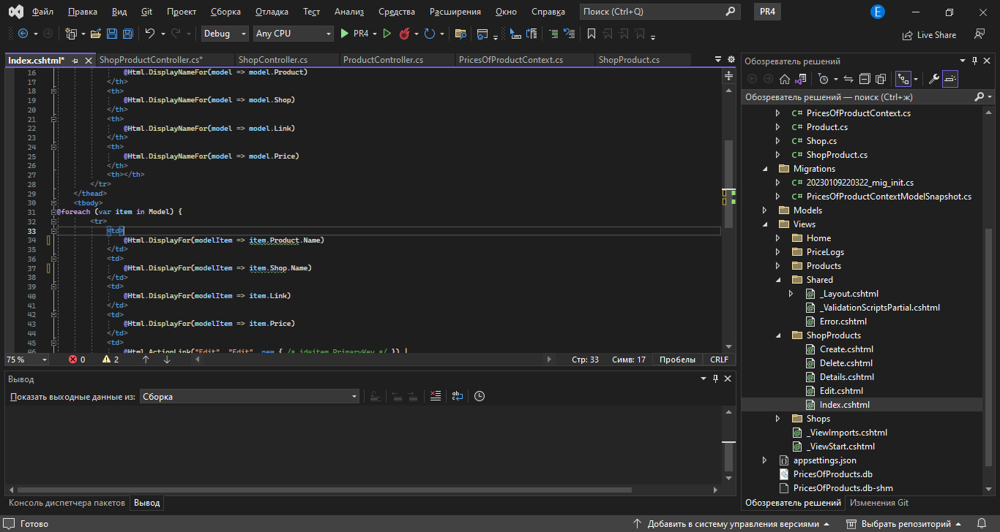 Файл Правка Вид Git Проект Сборка Отладка Тест Анализ Средства Расширения Окно Справка Поиск (Ctrl+Q) PR4 E
Debug Any CPU PR4 Live Share
Index.cshtml* ShopProductController.cs* ShopController.cs ProductController.cs PricesOfProductContext.cs ShopProduct.cs
16 @Html.DisplayNameFor(model => model.Product)
17 </th>
18 <th>
19 @Html.DisplayNameFor(model => model.Shop)
20 </th>
21 <th>
22 @Html.DisplayNameFor(model => model.Link)
23 </th>
24 <th>
25 @Html.DisplayNameFor(model => model.Price)
26 </th>
27 <th></th>
28 </tr>
29 </thead>
30 <tbody>
31 @foreach (var item in Model) {
32 <tr>
33 <td>
34 @Html.DisplayFor(modelItem => item.Product.Name)
35 </td>
36 <td>
37 @Html.DisplayFor(modelItem => item.Shop.Name)
38 </td>
39 <td>
40 @Html.DisplayFor(modelItem => item.Link)
41 </td>
42 <td>
43 @Html.DisplayFor(modelItem => item.Price)
44 </td>
45 <td>
46 @Html.ActionLink("Edit", "Edit", new { /* id=item.PrimaryKey */ }) |
75 % 0 2 Стр: 33 Симв: 17 Пробелы CRLF
Вывод
Показать выходные данные из: Сборка
Консоль диспетчера пакетов Вывод
Обозреватель решений
Обозреватель решений — поиск (Ctrl+ж)
C# PricesOfProductContext.cs
C# Product.cs
C# Shop.cs
C# ShopProduct.cs
Migrations
C# 20230109220322_mig_init.cs
C# PricesOfProductContextModelSnapshot.cs
Models
Views
Home
PriceLogs
Products
Shared
_Layout.cshtml
_ValidationScriptsPartial.cshtml
Error.cshtml
ShopProducts
Create.cshtml
Delete.cshtml
Details.cshtml
Edit.cshtml
Index.cshtml
Shops
_ViewImports.cshtml
_ViewStart.cshtml
appsettings.json
PricesOfProducts.db
PricesOfProducts.db-shm
Обозреватель решений Изменения Git
Готово Добавить в систему управления версиями Выбрать репозиторий